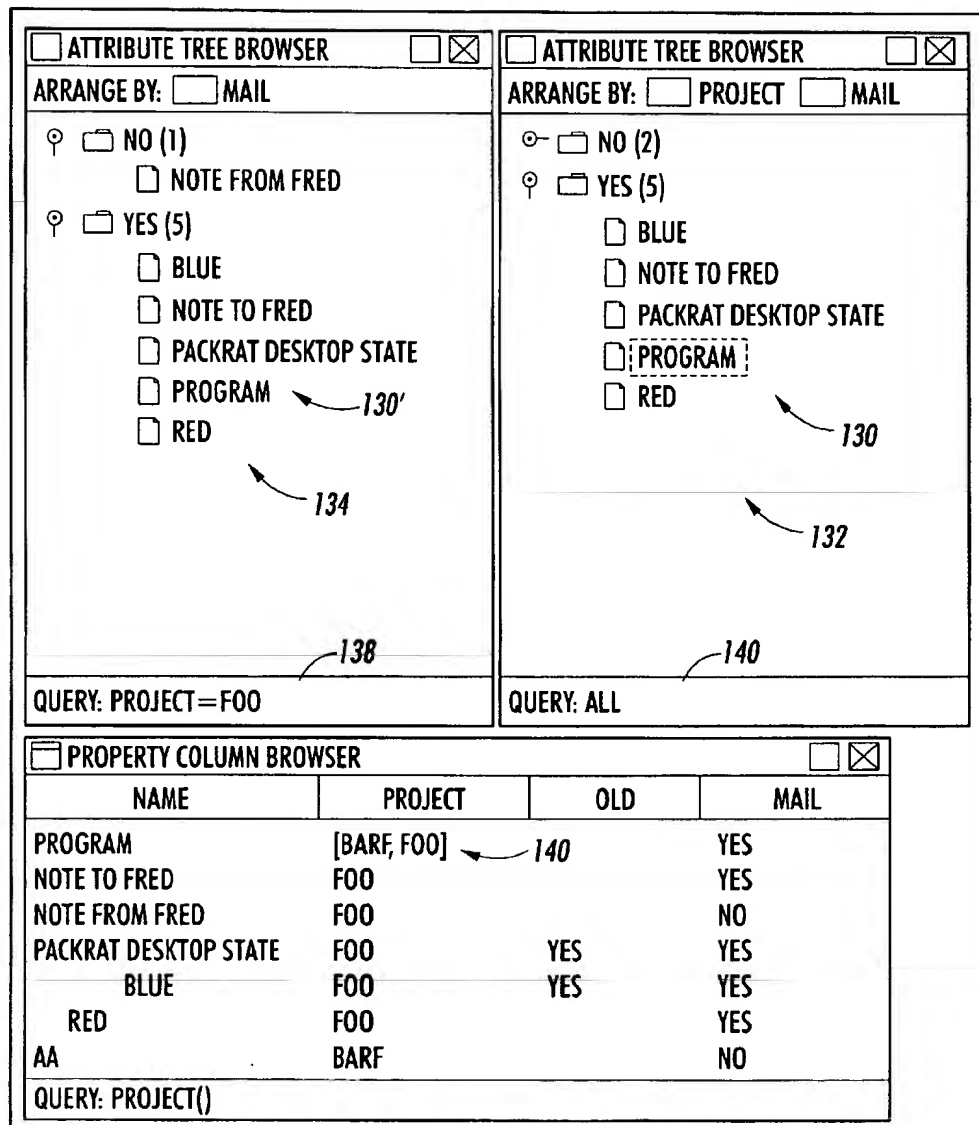 ATTRIBUTE TREE BROWSER
ARRANGE BY: MAIL
NO (1)
NOTE FROM FRED
YES (5)
BLUE
NOTE TO FRED
PACKRAT DESKTOP STATE
PROGRAM
130'
RED
134
138
QUERY: PROJECT=FOO
ATTRIBUTE TREE BROWSER
ARRANGE BY: PROJECT MAIL
NO (2)
YES (5)
BLUE
NOTE TO FRED
PACKRAT DESKTOP STATE
PROGRAM
RED
130
132
140
QUERY: ALL
PROPERTY COLUMN BROWSER
NAME PROJECT OLD MAIL
PROGRAM [BARF, FOO] 140 YES
NOTE TO FRED FOO YES
NOTE FROM FRED FOO NO
PACKRAT DESKTOP STATE FOO YES YES
BLUE FOO YES YES
RED FOO YES
AA BARF NO
QUERY: PROJECT()